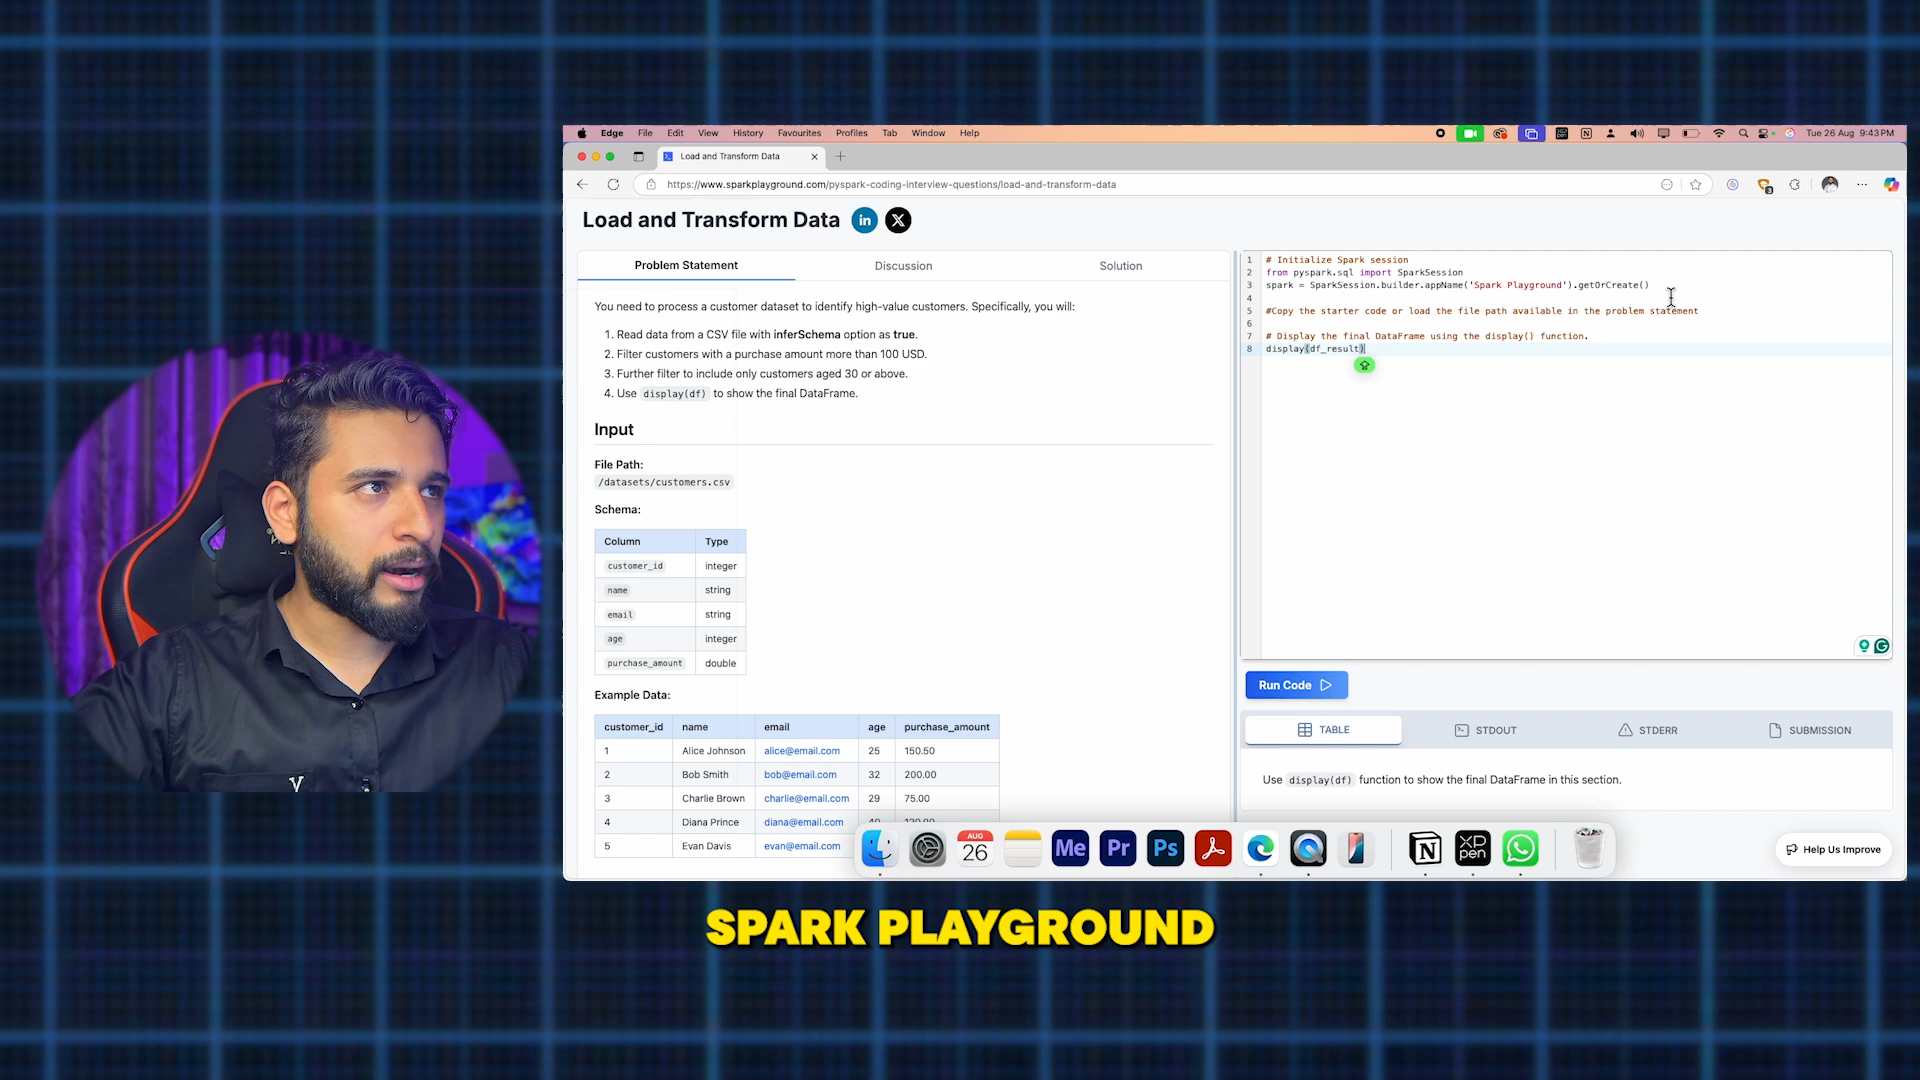 Edge File Edit View History Favourites Profiles Tab Window Help Tue 26 Aug 9:43 PM
Load and Transform Data
https://www.sparkplayground.com/pyspark-coding-interview-questions/load-and-transform-data
Load and Transform Data in X
Problem Statement Discussion Solution
You need to process a customer dataset to identify high-value customers. Specifically, you will:
1. Read data from a CSV file with inferSchema option as true.
2. Filter customers with a purchase amount more than 100 USD.
3. Further filter to include only customers aged 30 or above.
4. Use display(df) to show the final DataFrame.
Input
File Path:
/datasets/customers.csv
Schema:
Column Type
customer_id integer
name string
email string
age integer
purchase_amount double
Example Data:
customer_id name email age purchase_amount
1 Alice Johnson alice@email.com 25 150.50
2 Bob Smith bob@email.com 32 200.00
3 Charlie Brown charlie@email.com 29 75.00
4 Diana Prince diana@email.com 40 120.00
5 Evan Davis evan@email.com
1 # Initialize Spark session
2 from pyspark.sql import SparkSession
3 spark = SparkSession.builder.appName('Spark Playground').getOrCreate()
4
5 #Copy the starter code or load the file path available in the problem statement
6
7 # Display the final DataFrame using the display() function.
8 display(df_result)
Run Code
TABLE STDOUT STDERR SUBMISSION
Use display(df) function to show the final DataFrame in this section.
Help Us Improve
AUG
26
Me Pr Ps
N
XP
pen
SPARK PLAYGROUND